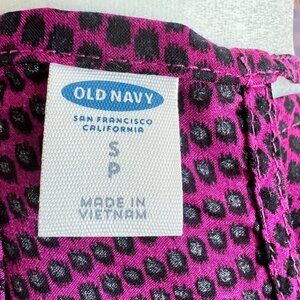 OLD NAVY
SAN FRANCISCO
CALIFORNIA
S
P
MADE IN
VIETNAM